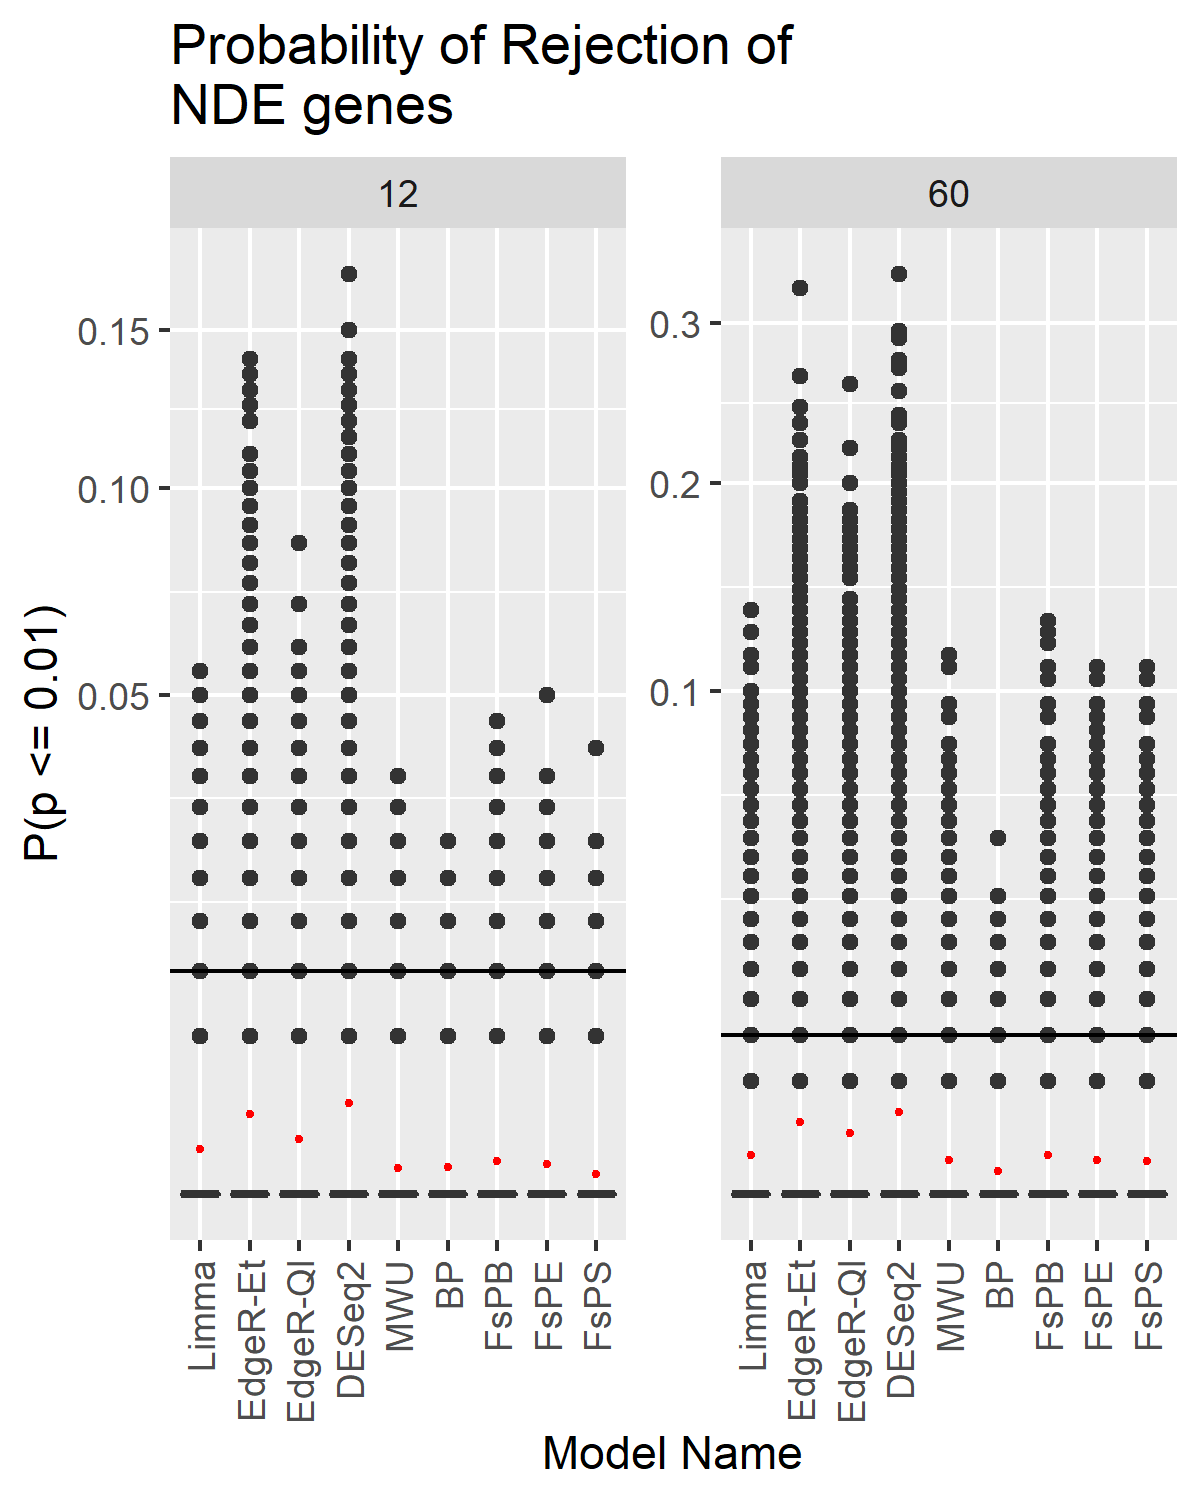 Probability of Rejection of
NDE genes
12
60
P(p <= 0.01)
0.15
0.10
0.05
0.3
0.2
0.1
Limma
EdgeR-Et
EdgeR-Ql
DESeq2
MWU
BP
FsPB
FsPE
FsPS
Limma
EdgeR-Et
EdgeR-Ql
DESeq2
MWU
BP
FsPB
FsPE
FsPS
Model Name